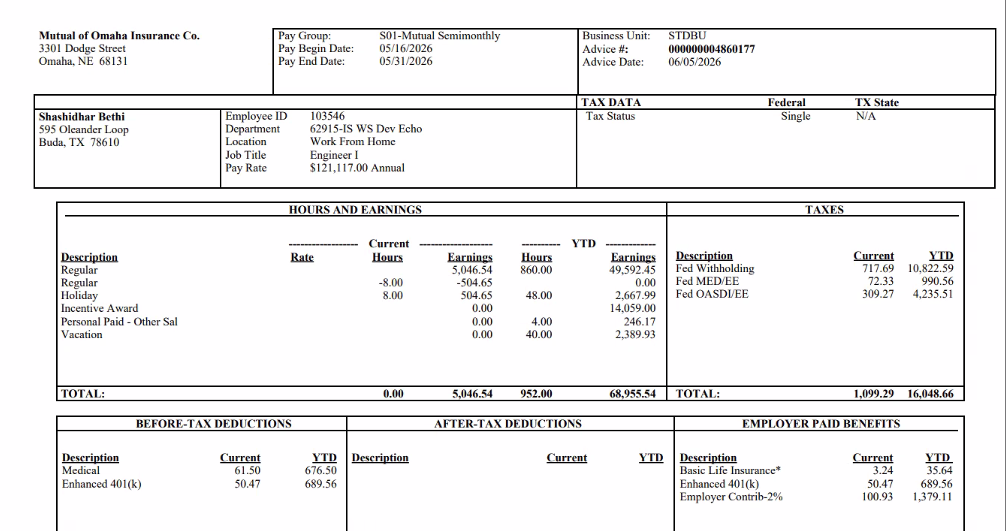 Mutual of Omaha Insurance Co.
3301 Dodge Street
Omaha, NE 68131
Pay Group: S01-Mutual Semimonthly
Pay Begin Date: 05/16/2026
Pay End Date: 05/31/2026
Business Unit: STDBU
Advice #: 000000004860177
Advice Date: 06/05/2026
Shashidhar Bethi
595 Oleander Loop
Buda, TX 78610
Employee ID 103546
Department 62915-IS WS Dev Echo
Location Work From Home
Job Title Engineer I
Pay Rate $121,117.00 Annual
TAX DATA Federal TX State
Tax Status Single N/A
HOURS AND EARNINGS
------------------ Current ------------------- ---------- YTD -------------
Description Rate Hours Earnings Hours Earnings
Regular 5,046.54 860.00 49,592.45
Regular -8.00 -504.65 0.00
Holiday 8.00 504.65 48.00 2,667.99
Incentive Award 0.00 14,059.00
Personal Paid - Other Sal 0.00 4.00 246.17
Vacation 0.00 40.00 2,389.93
TOTAL: 0.00 5,046.54 952.00 68,955.54
TAXES
Description Current YTD
Fed Withholding 717.69 10,822.59
Fed MED/EE 72.33 990.56
Fed OASDI/EE 309.27 4,235.51
TOTAL: 1,099.29 16,048.66
BEFORE-TAX DEDUCTIONS
Description Current YTD
Medical 61.50 676.50
Enhanced 401(k) 50.47 689.56
AFTER-TAX DEDUCTIONS
Description Current YTD
EMPLOYER PAID BENEFITS
Description Current YTD
Basic Life Insurance* 3.24 35.64
Enhanced 401(k) 50.47 689.56
Employer Contrib-2% 100.93 1,379.11